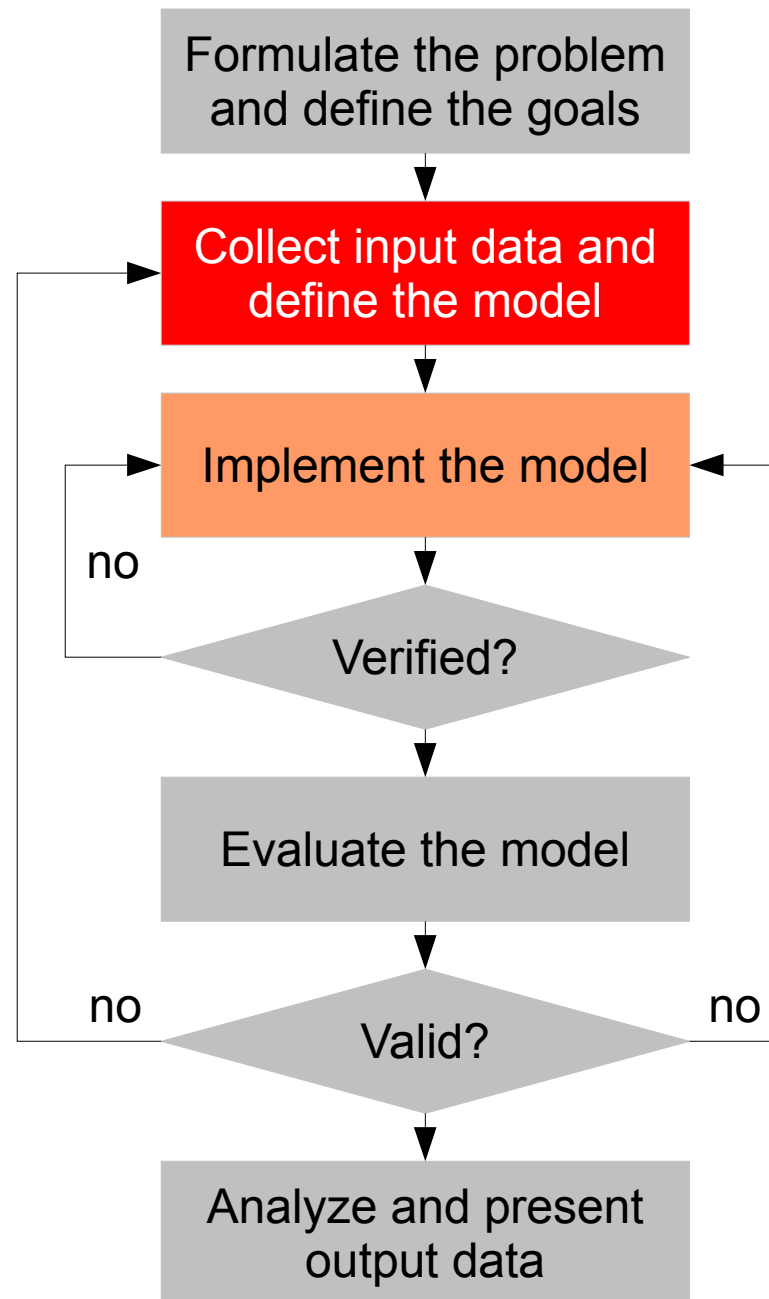 Formulate the problem
and define the goals
Collect input data and
define the model
Implement the model
no
Verified?
Evaluate the model
no
Valid?
no
Analyze and present
output data